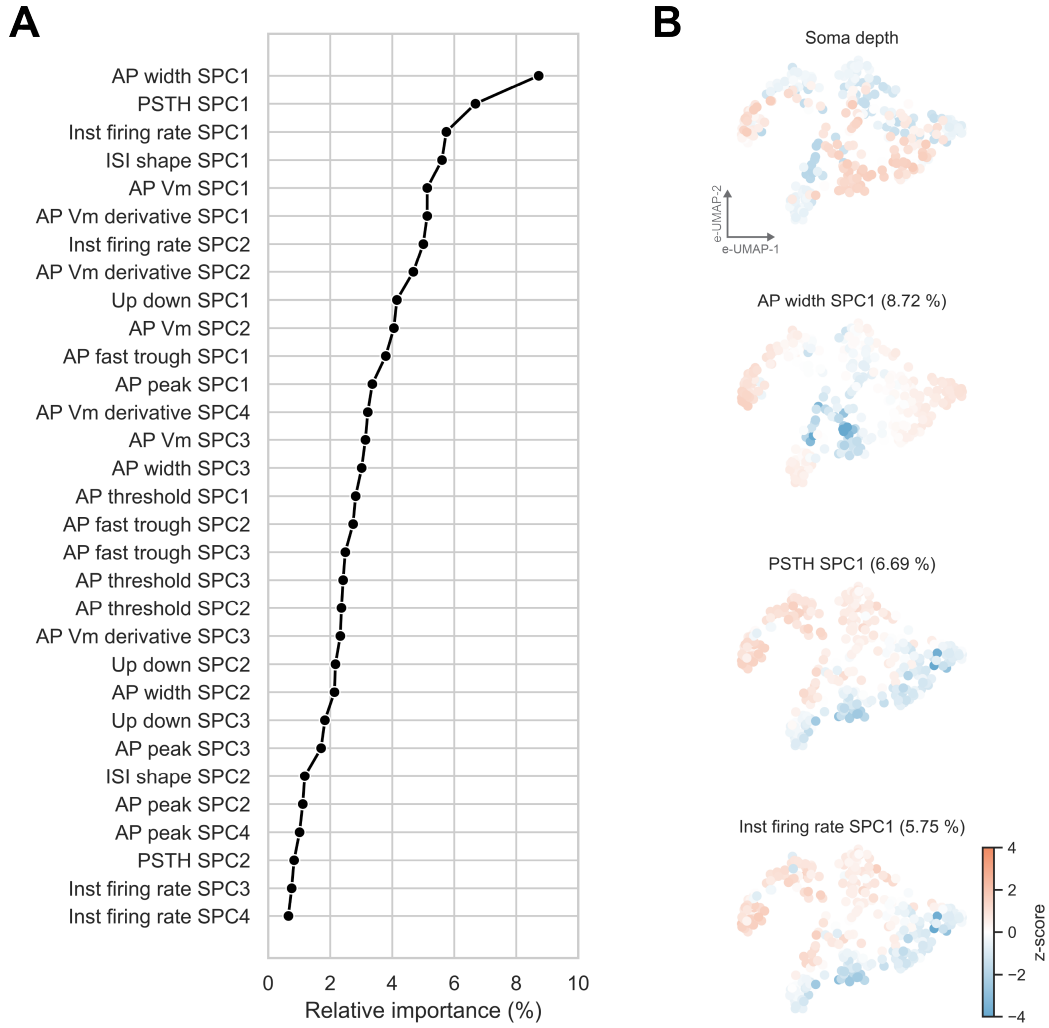 A
AP width SPC1
PSTH SPC1
Inst firing rate SPC1
ISI shape SPC1
AP Vm SPC1
AP Vm derivative SPC1
Inst firing rate SPC2
AP Vm derivative SPC2
Up down SPC1
AP Vm SPC2
AP fast trough SPC1
AP peak SPC1
AP Vm derivative SPC4
AP Vm SPC3
AP width SPC3
AP threshold SPC1
AP fast trough SPC2
AP fast trough SPC3
AP threshold SPC3
AP threshold SPC2
AP Vm derivative SPC3
Up down SPC2
AP width SPC2
Up down SPC3
AP peak SPC3
ISI shape SPC2
AP peak SPC2
AP peak SPC4
PSTH SPC2
Inst firing rate SPC3
Inst firing rate SPC4
0 2 4 6 8 10
Relative importance (%)
B
Soma depth
e-UMAP-2
e-UMAP-1
AP width SPC1 (8.72 %)
PSTH SPC1 (6.69 %)
Inst firing rate SPC1 (5.75 %)
4
2
0
−2
−4
z-score